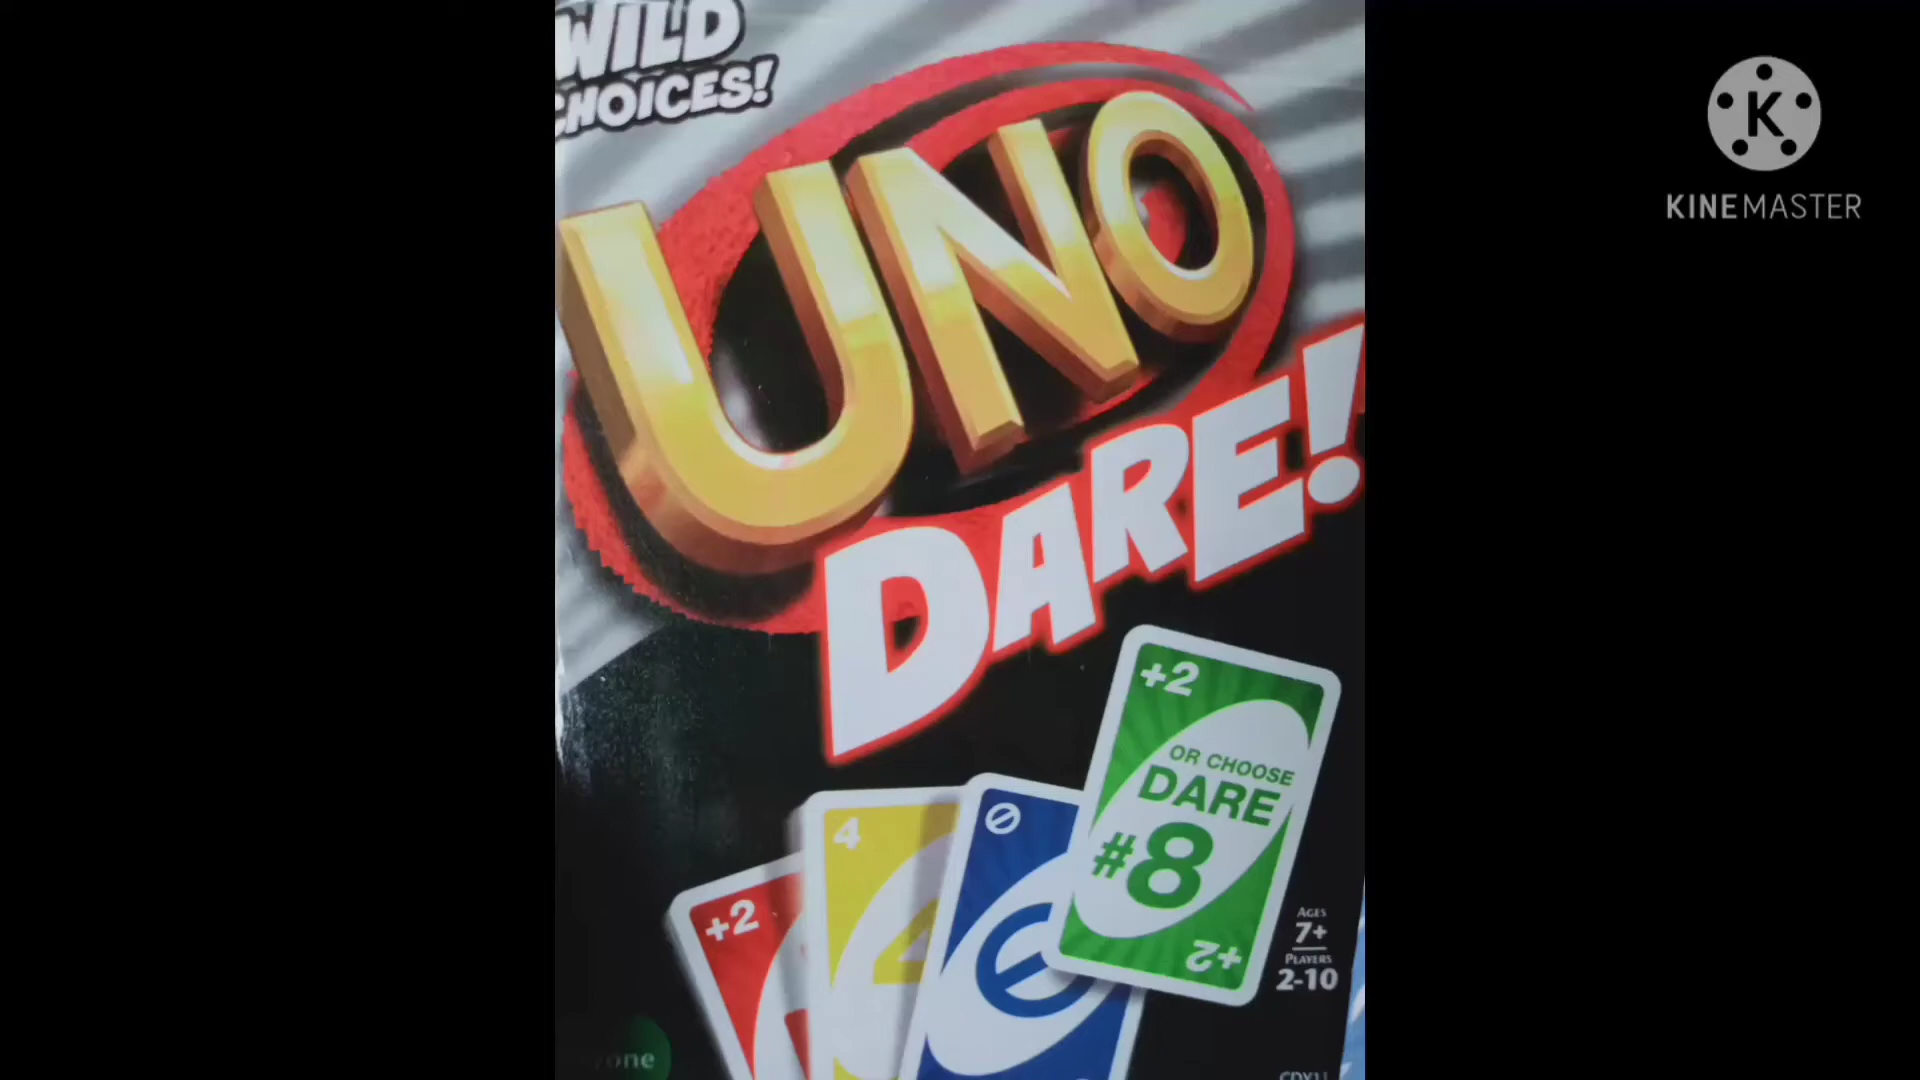 WILD
CHOICES!
UNO
DARE!
+2
OR CHOOSE
DARE
#8
+2
4
+2
AGES
7+
PLAYERS
2-10
KINEMASTER
K